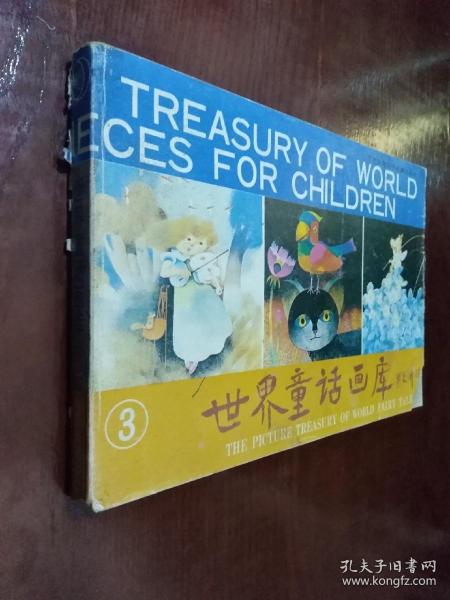 TREASURY OF WORLD
ECES FOR CHILDREN
世界童话画库
THE PICTURE TREASURY OF WORLD FAIRY TALE
3
孔夫子旧书网
www.kongfz.com